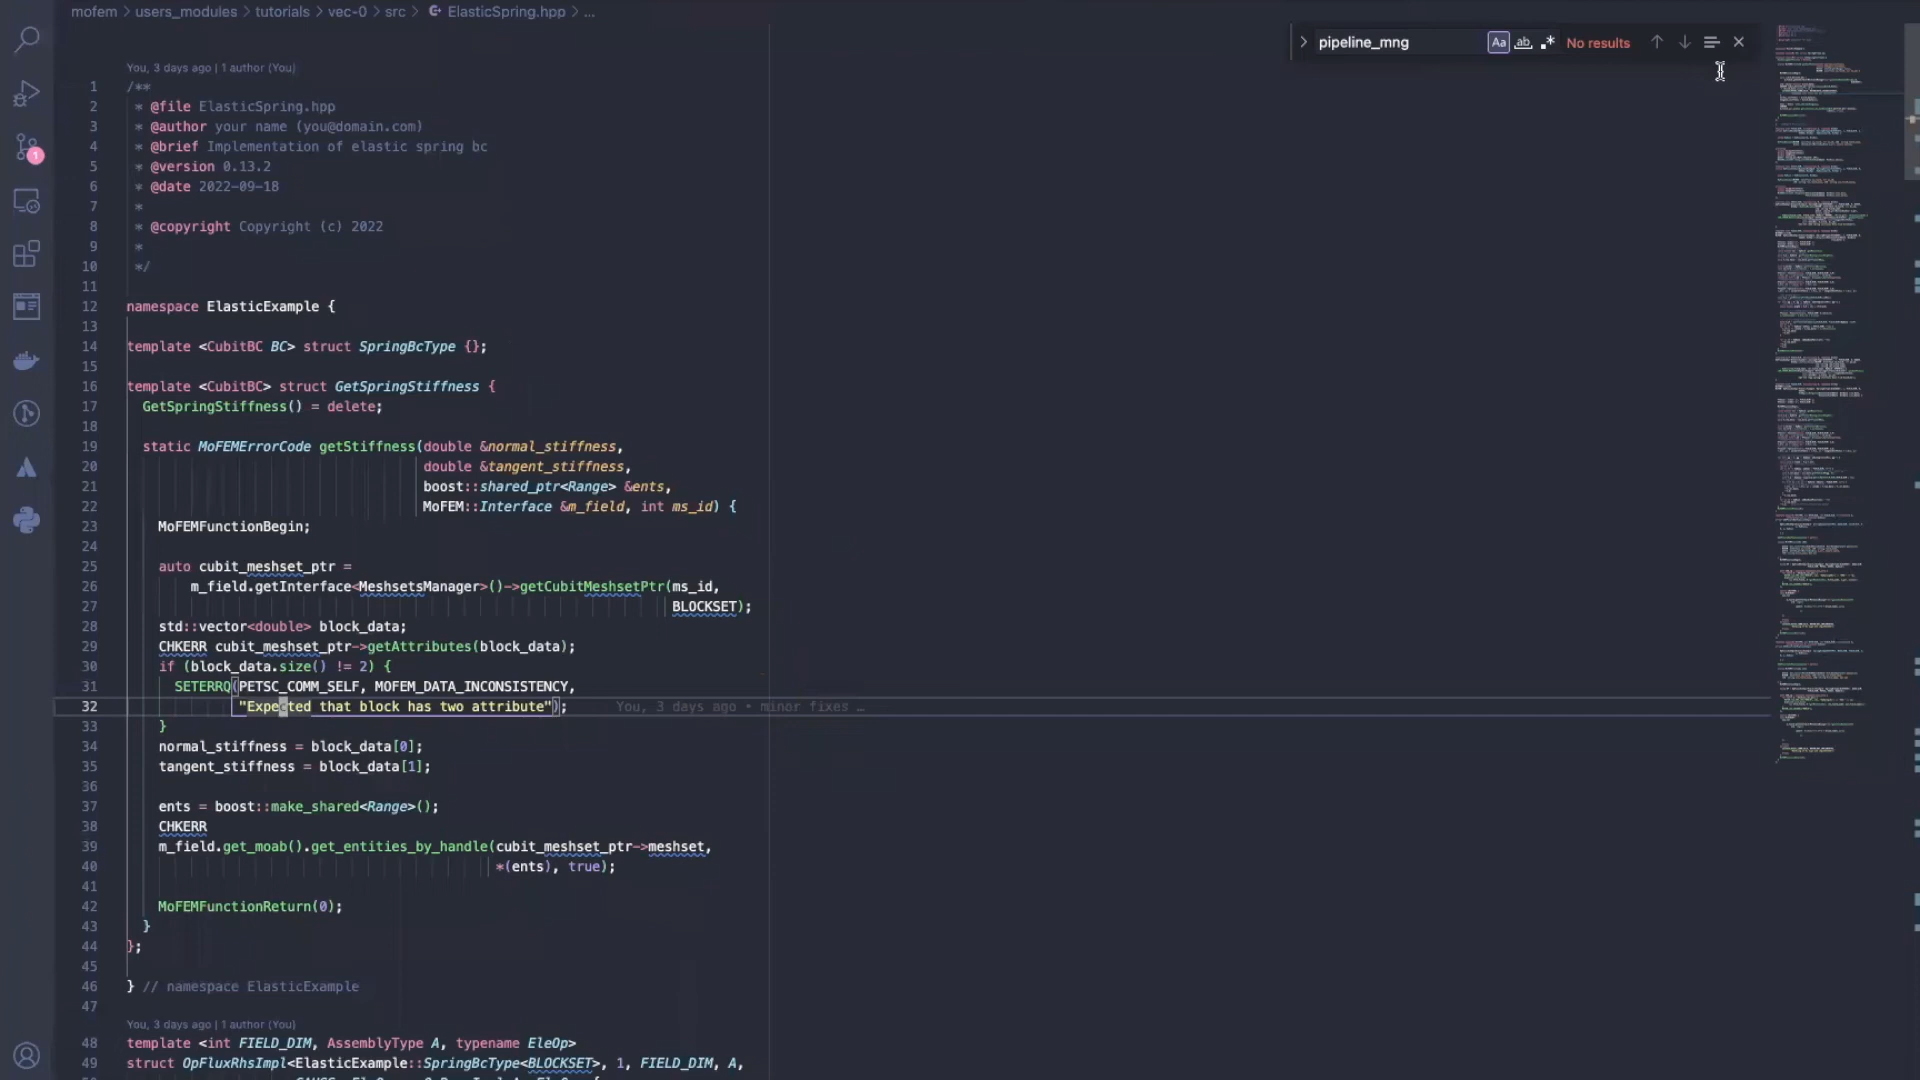 mofem > users_modules > tutorials > vec-0 > src > ElasticSpring.hpp > ...
pipeline_mng
Aa
ab
.*
No results
1
You, 3 days ago | 1 author (You)
1 /**
2 * @file ElasticSpring.hpp
3 * @author your name (you@domain.com)
4 * @brief Implementation of elastic spring bc
5 * @version 0.13.2
6 * @date 2022-09-18
7 *
8 * @copyright Copyright (c) 2022
9 *
10 */
11
12 namespace ElasticExample {
13
14 template <CubitBC BC> struct SpringBcType {};
15
16 template <CubitBC> struct GetSpringStiffness {
17 GetSpringStiffness() = delete;
18
19 static MoFEMErrorCode getStiffness(double &normal_stiffness,
20 double &tangent_stiffness,
21 boost::shared_ptr<Range> &ents,
22 MoFEM::Interface &m_field, int ms_id) {
23 MoFEMFunctionBegin;
24
25 auto cubit_meshset_ptr =
26 m_field.getInterface<MeshsetsManager>()->getCubitMeshsetPtr(ms_id,
27 BLOCKSET);
28 std::vector<double> block_data;
29 CHKERR cubit_meshset_ptr->getAttributes(block_data);
30 if (block_data.size() != 2) {
31 SETERRQ(PETSC_COMM_SELF, MOFEM_DATA_INCONSISTENCY,
32 "Expected that block has two attribute"); You, 3 days ago • minor fixes …
33 }
34 normal_stiffness = block_data[0];
35 tangent_stiffness = block_data[1];
36
37 ents = boost::make_shared<Range>();
38 CHKERR
39 m_field.get_moab().get_entities_by_handle(cubit_meshset_ptr->meshset,
40 *(ents), true);
41
42 MoFEMFunctionReturn(0);
43 }
44 };
45
46 } // namespace ElasticExample
47
You, 3 days ago | 1 author (You)
48 template <int FIELD_DIM, AssemblyType A, typename EleOp>
49 struct OpFluxRhsImpl<ElasticExample::SpringBcType<BLOCKSET>, 1, FIELD_DIM, A,